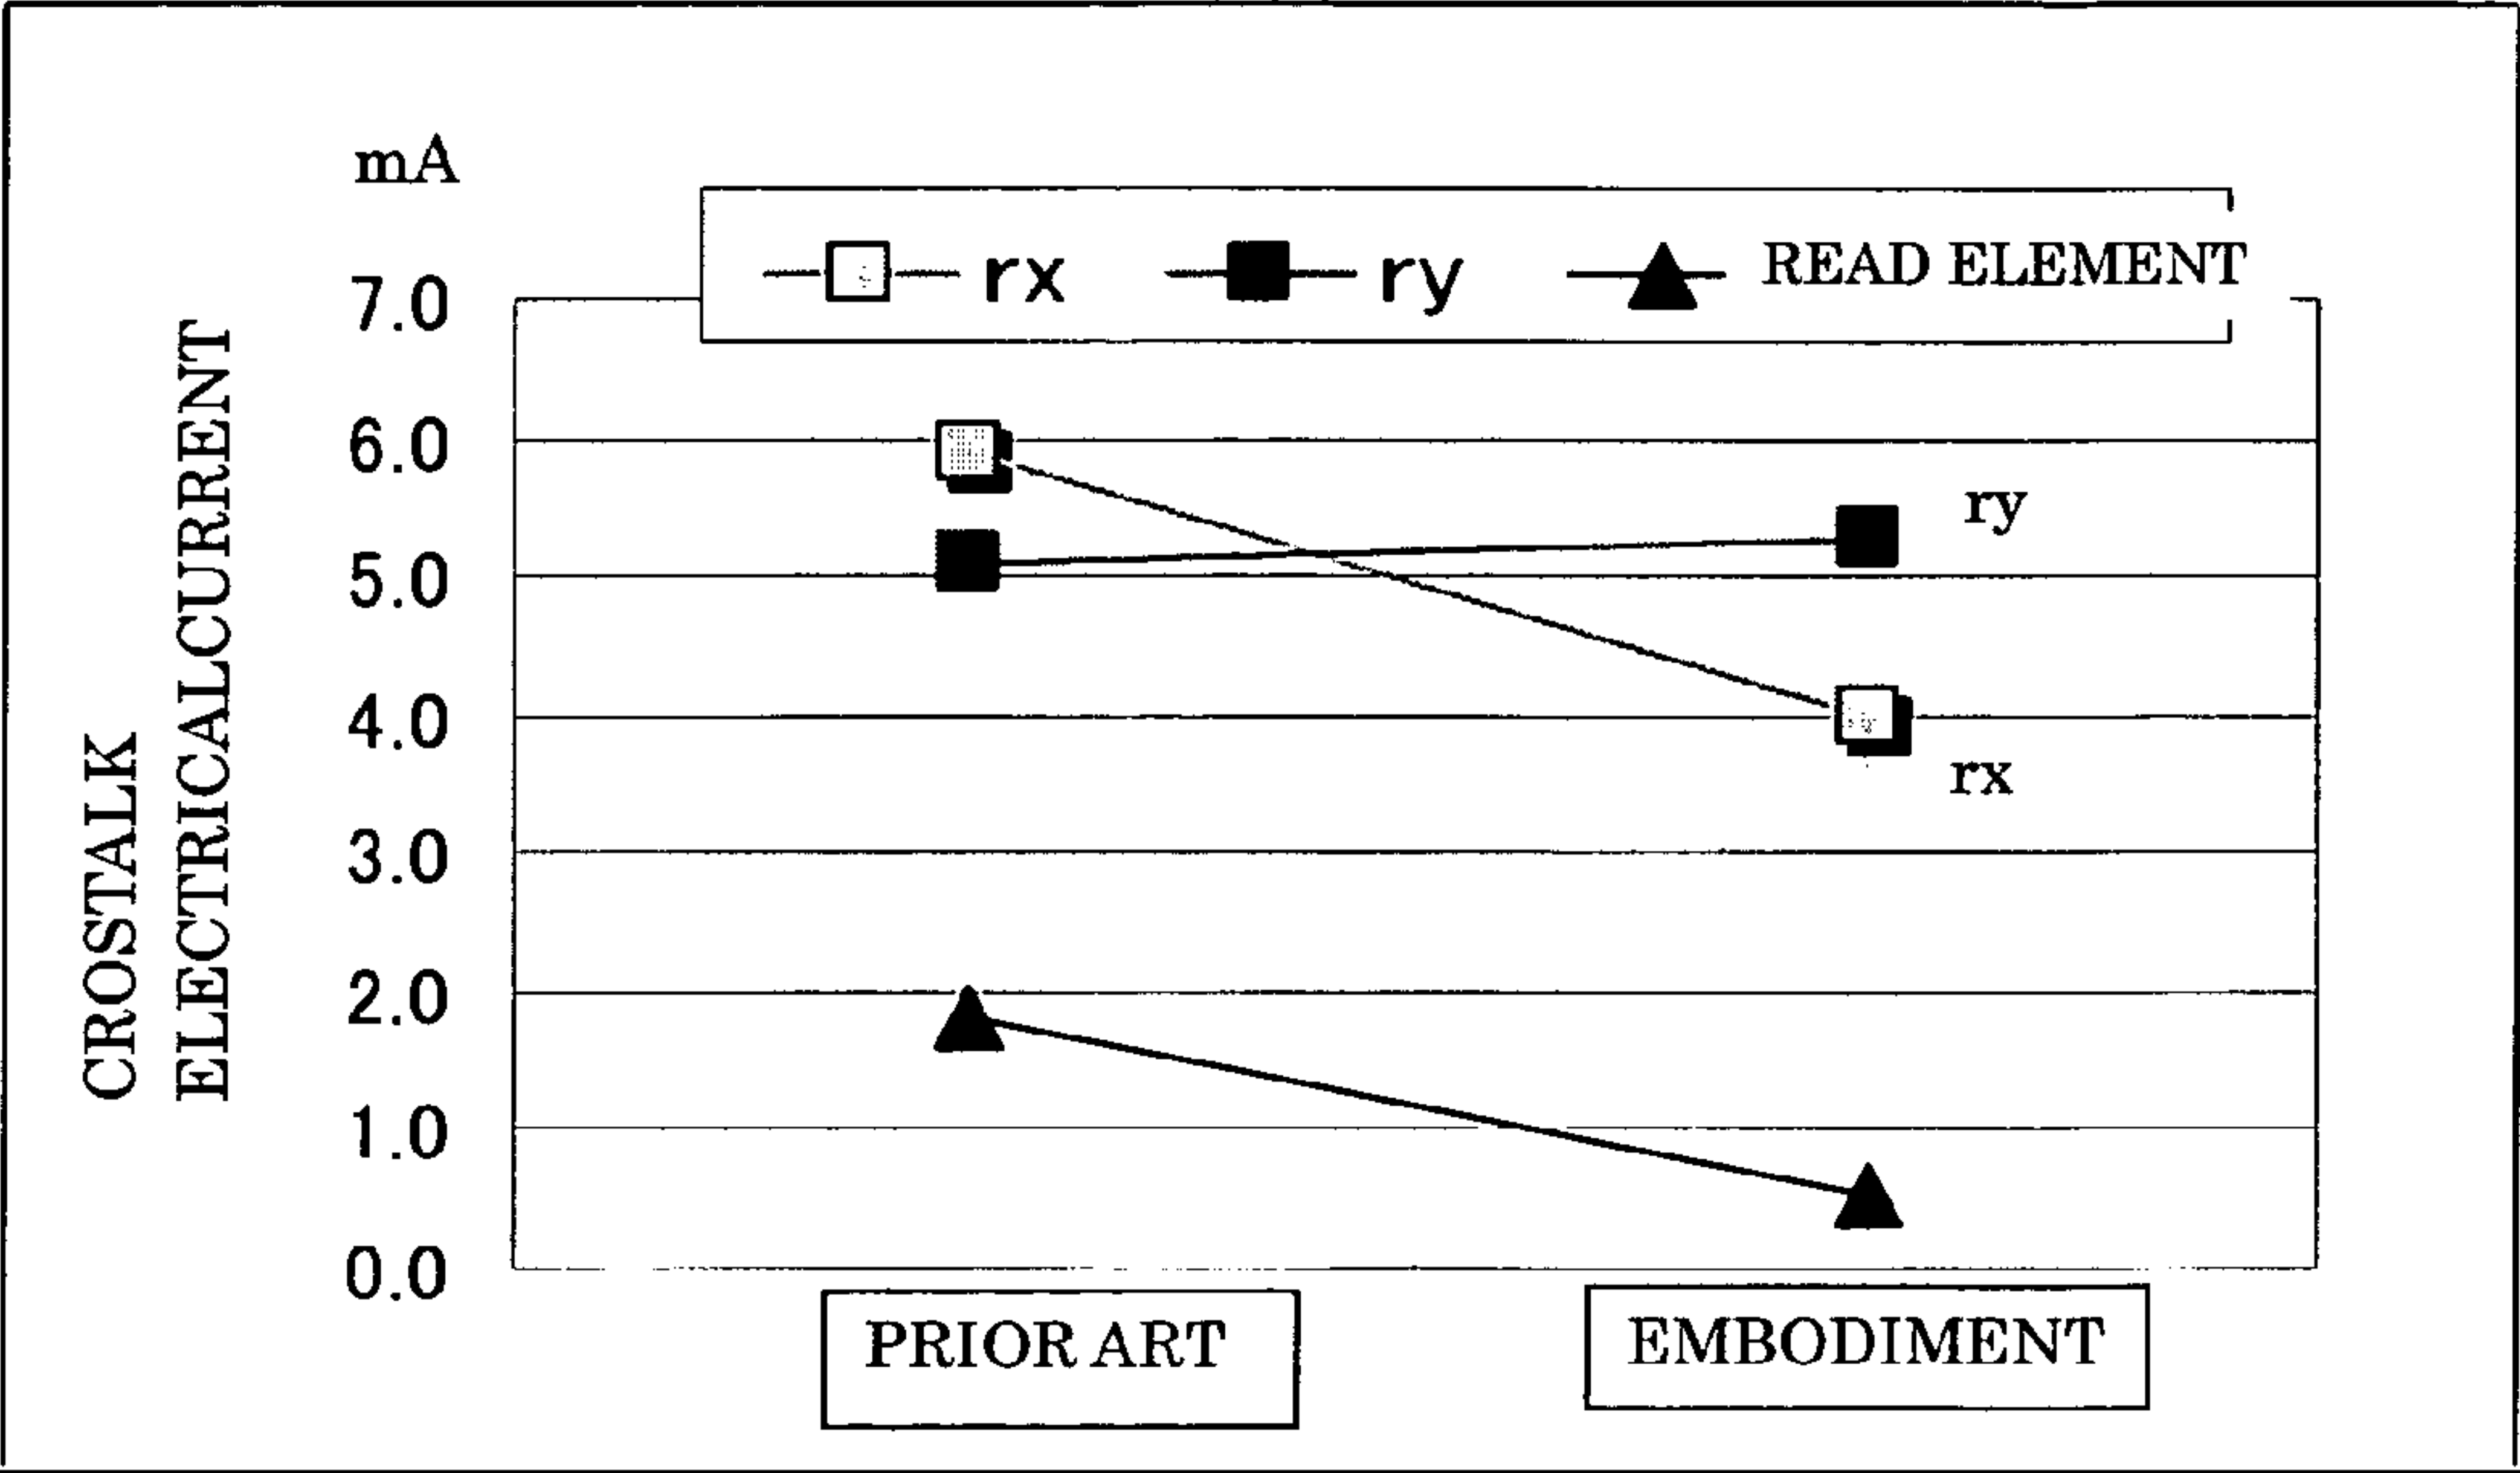 mA
rx ry READ ELEMENT
7.0
6.0
5.0
4.0
3.0
2.0
1.0
0.0
CROSTALK
ELECTRICALCURRENT
ry
rx
PRIOR ART
EMBODIMENT